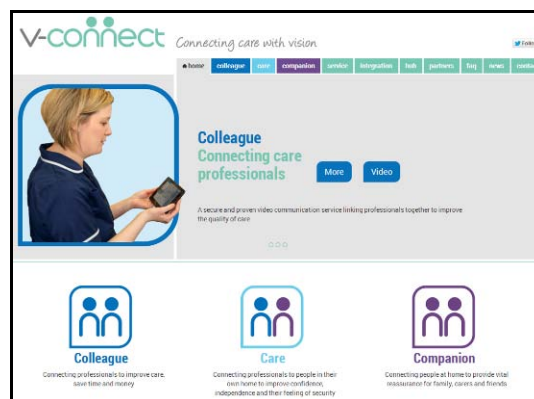 V-connect
Connecting care with vision
home colleague care companion service integration hub partners faq news
Colleague
Connecting care
professionals
More Video
A secure and proven video communication service linking professionals together to improve
the quality of care
Colleague
Connecting professionals to improve care,
save time and money
Care
Connecting professionals to people in their
own home to improve confidence,
independence and their feeling of security
Companion
Connecting people at home to provide vital
reassurance for family, carers and friends